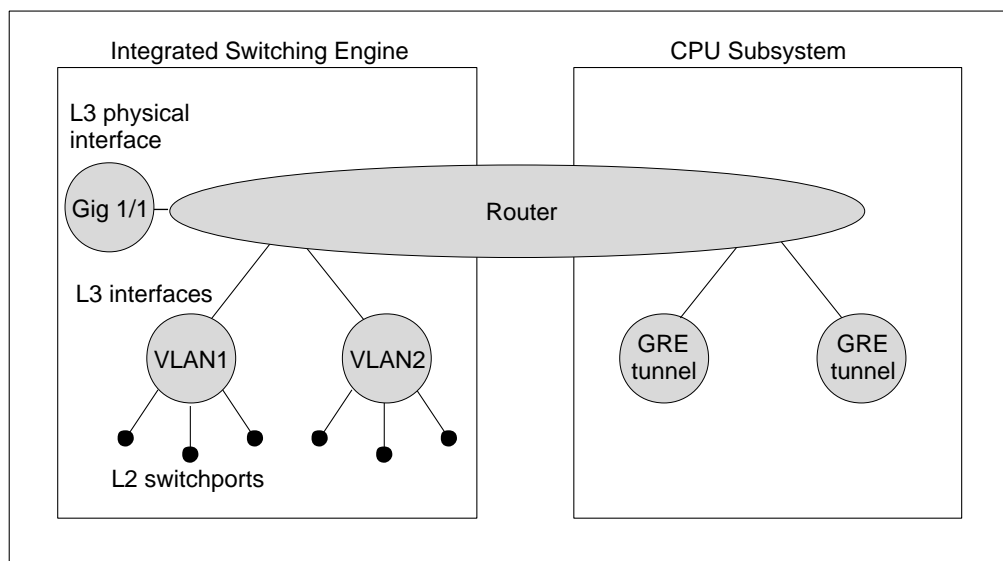 Integrated Switching Engine
CPU Subsystem
L3 physical
interface
Gig 1/1
Router
L3 interfaces
VLAN1
VLAN2
GRE
tunnel
GRE
tunnel
L2 switchports